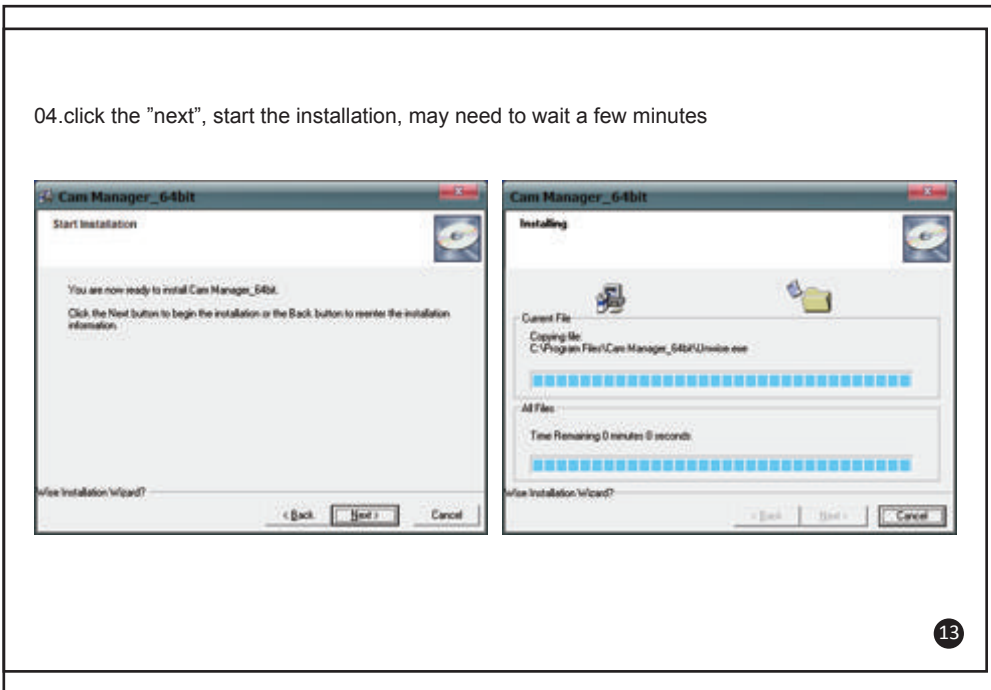 04.click the ”next”, start the installation, may need to wait a few minutes
Cam Manager_64bit
Start Installation
You are now ready to install Cam Manager_64bit.
Click the Next button to begin the installation or the Back button to reenter the installation
information.
Wise Installation Wizard?
< Back
Next >
Cancel
Cam Manager_64bit
Installing
Current File
Copying file:
C:\Program Files\Cam Manager_64bit\Unwise.exe
All Files
Time Remaining 0 minutes 0 seconds
Wise Installation Wizard?
< Back
Next >
Cancel
13